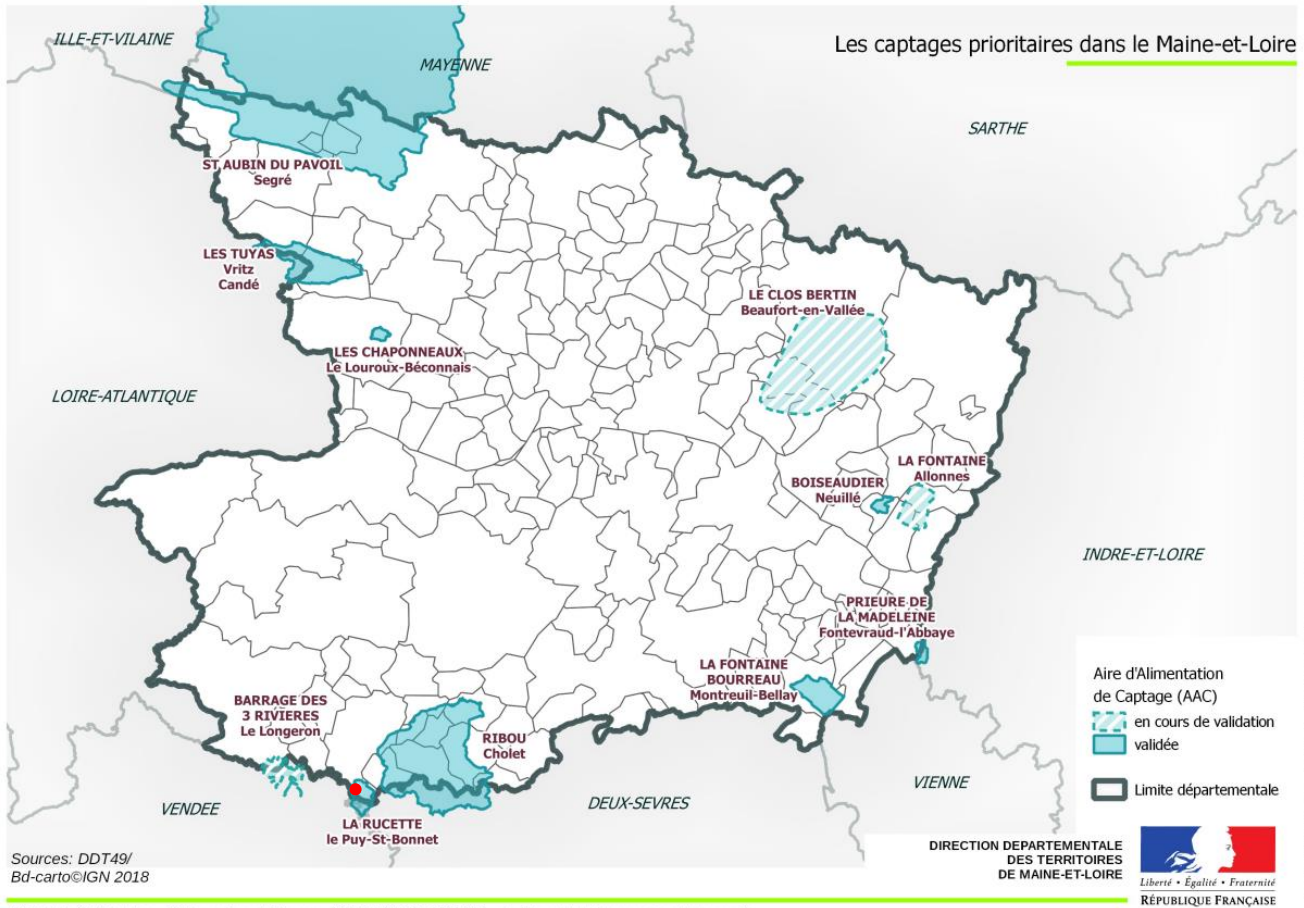 Les captages prioritaires dans le Maine-et-Loire
ILLE-ET-VILAINE
MAYENNE
SARTHE
ST AUBIN DU PAVOIL
Segré
LES TUYAS
Vritz
Candé
LE CLOS BERTIN
Beaufort-en-Vallée
LES CHAPONNEAUX
Le Louroux-Béconnais
LOIRE-ATLANTIQUE
LA FONTAINE
Allonnes
BOISEAUDIER
Neuillé
INDRE-ET-LOIRE
PRIEURE DE
LA MADELEINE
Fontevraud-l'Abbaye
LA FONTAINE
BOURREAU
Montreuil-Bellay
BARRAGE DES
3 RIVIERES
Le Longeron
RIBOU
Cholet
VENDEE
DEUX-SEVRES
VIENNE
LA RUCETTE
le Puy-St-Bonnet
Aire d'Alimentation
de Captage (AAC)
en cours de validation
validée
Limite départementale
Sources: DDT49/
Bd-carto©IGN 2018
DIRECTION DEPARTEMENTALE
DES TERRITOIRES
DE MAINE-ET-LOIRE
Liberté • Égalité • Fraternité
RÉPUBLIQUE FRANÇAISE